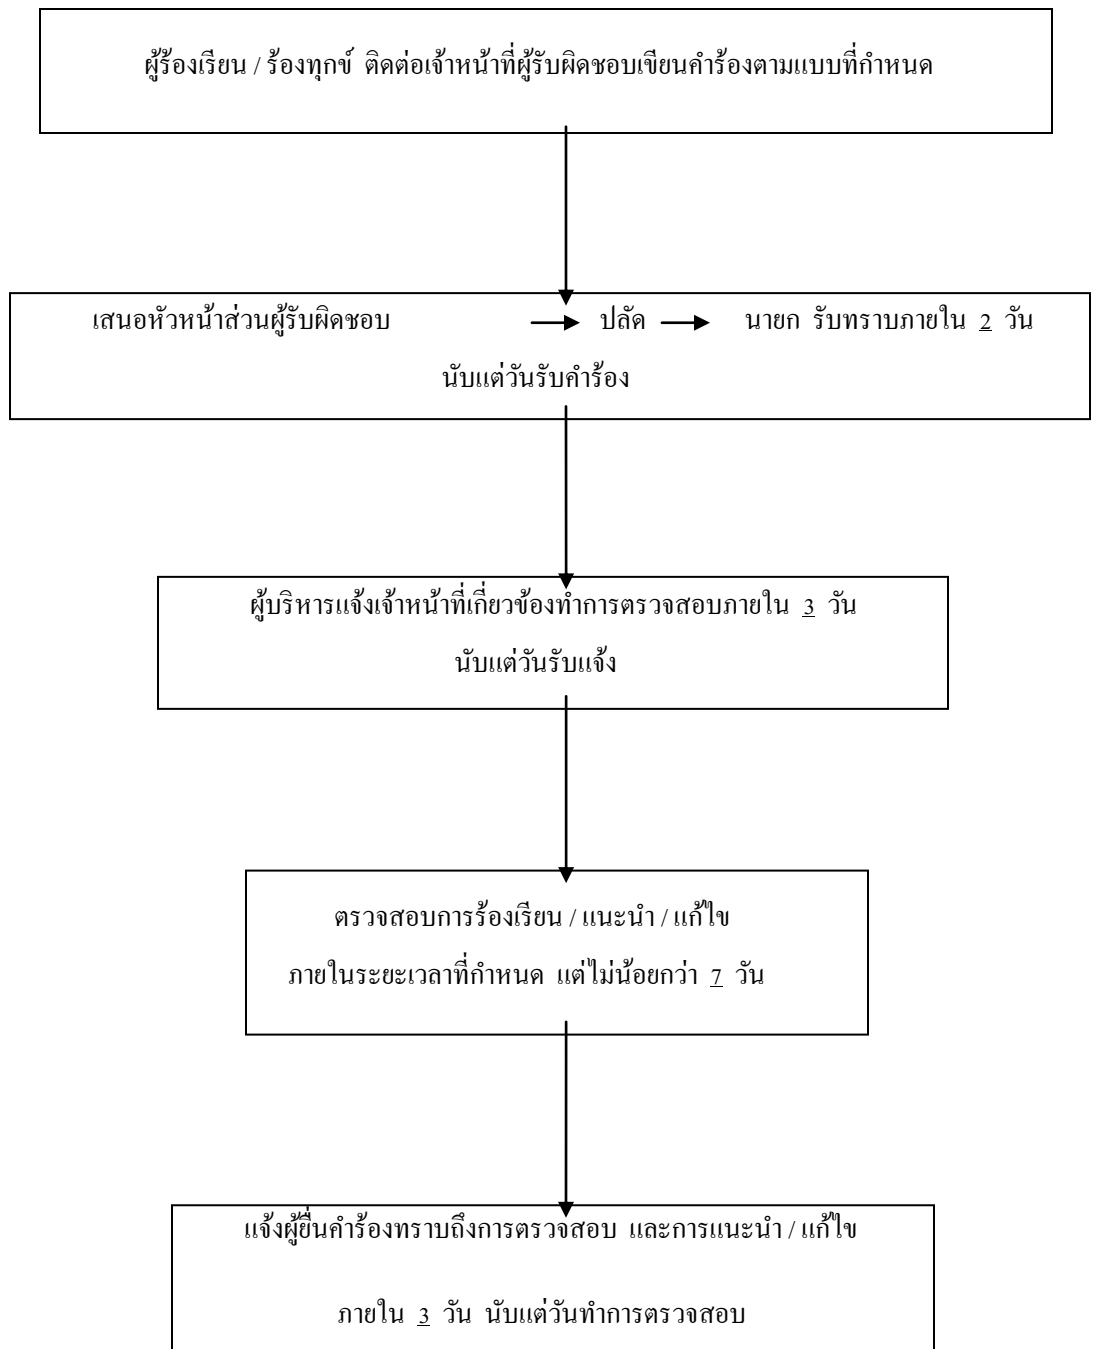 ผู้ร้องเรียน / ร้องทุกข์ ติดต่อเจ้าหน้าที่ผู้รับผิดชอบเขียนคำร้องตามแบบที่กำหนด
เสนอหัวหน้าส่วนผู้รับผิดชอบ → ปลัด → นายก รับทราบภายใน 2 วัน
นับแต่วันรับคำร้อง
ผู้บริหารแจ้งเจ้าหน้าที่เกี่ยวข้องทำการตรวจสอบภายใน 3 วัน
นับแต่วันรับแจ้ง
ตรวจสอบการร้องเรียน / แนะนำ / แก้ไข
ภายในระยะเวลาที่กำหนด แต่ไม่น้อยกว่า 7 วัน
แจ้งผู้ยื่นคำร้องทราบถึงการตรวจสอบ และการแนะนำ / แก้ไข
ภายใน 3 วัน นับแต่วันทำการตรวจสอบ